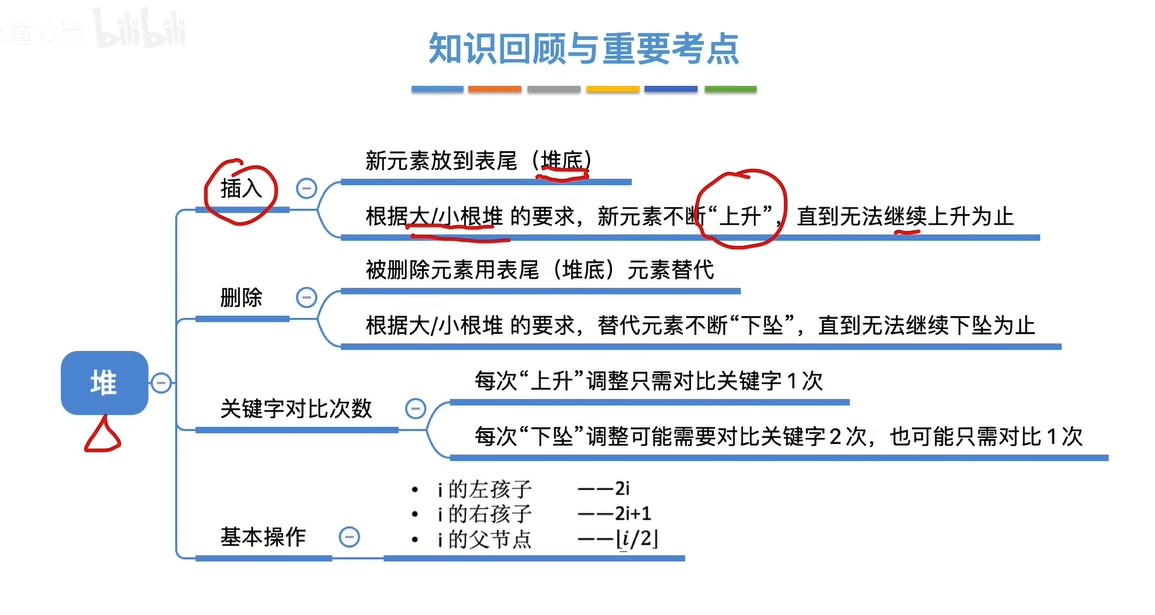 bilibili
知识回顾与重要考点
新元素放到表尾（堆底）
插入
根据大/小根堆 的要求，新元素不断“上升”，直到无法继续上升为止
被删除元素用表尾（堆底）元素替代
删除
根据大/小根堆 的要求，替代元素不断“下坠”，直到无法继续下坠为止
堆
每次“上升”调整只需对比关键字1次
关键字对比次数
每次“下坠”调整可能需要对比关键字2次，也可能只需对比1次
• i 的左孩子 ——2i
• i 的右孩子 ——2i+1
基本操作
• i 的父节点 ——⌊i/2⌋